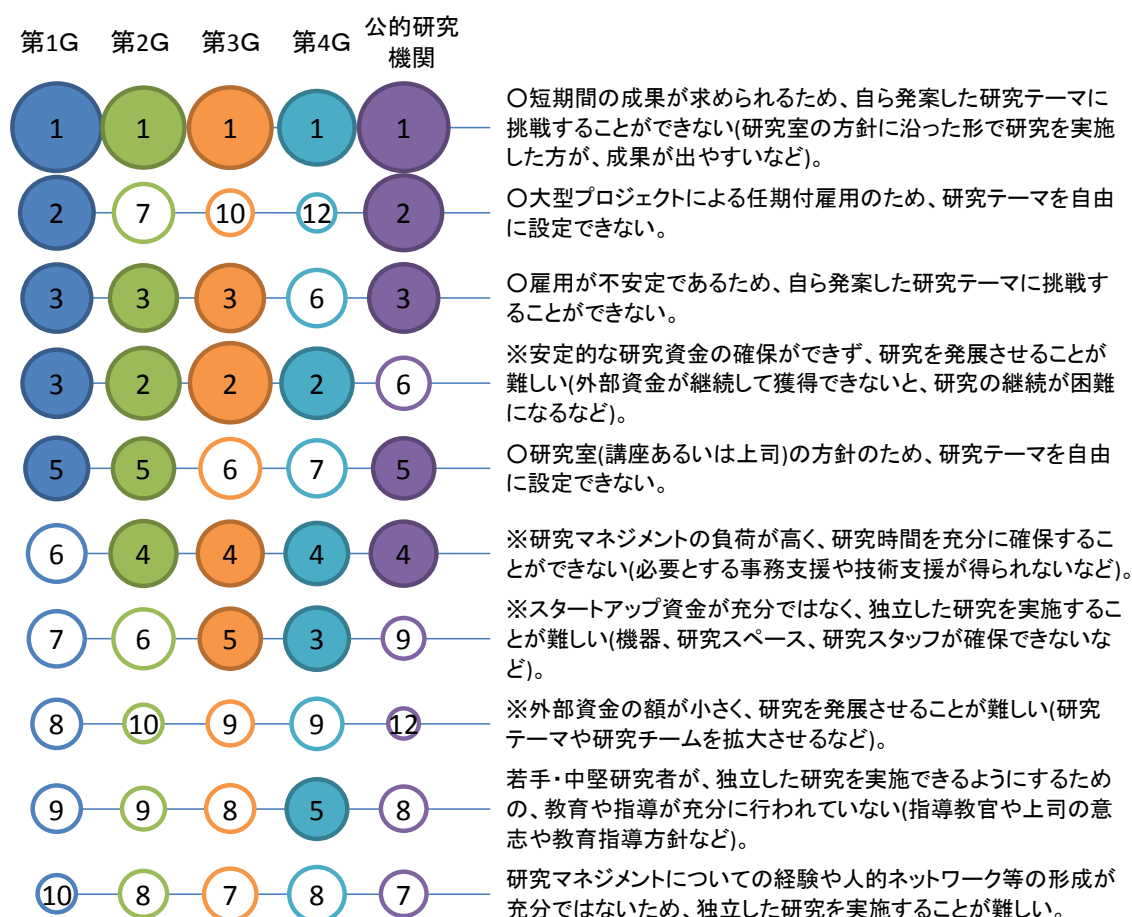 第1G 第2G 第3G 第4G 公的研究
機関
1 1 1 1 1
〇短期間の成果が求められるため、自ら発案した研究テーマに
挑戦することができない(研究室の方針に沿った形で研究を実施
した方が、成果が出やすいなど)。
2 7 10 12 2
〇大型プロジェクトによる任期付雇用のため、研究テーマを自由
に設定できない。
3 3 3 6 3
〇雇用が不安定であるため、自ら発案した研究テーマに挑戦す
ることができない。
3 2 2 2 6
※安定的な研究資金の確保ができず、研究を発展させることが
難しい(外部資金が継続して獲得できないと、研究の継続が困難
になるなど)。
5 5 6 7 5
〇研究室(講座あるいは上司)の方針のため、研究テーマを自由
に設定できない。
6 4 4 4 4
※研究マネジメントの負荷が高く、研究時間を充分に確保するこ
とができない(必要とする事務支援や技術支援が得られないなど)。
7 6 5 3 9
※スタートアップ資金が充分ではなく、独立した研究を実施するこ
とが難しい(機器、研究スペース、研究スタッフが確保できないな
ど)。
8 10 9 9 12
※外部資金の額が小さく、研究を発展させることが難しい(研究
テーマや研究チームを拡大させるなど)。
9 9 8 5 8
若手・中堅研究者が、独立した研究を実施できるようにするため
の、教育や指導が充分に行われていない(指導教官や上司の意
志や教育指導方針など)。
10 8 7 8 7
研究マネジメントについての経験や人的ネットワーク等の形成が
充分ではないため、独立した研究を実施することが難しい。